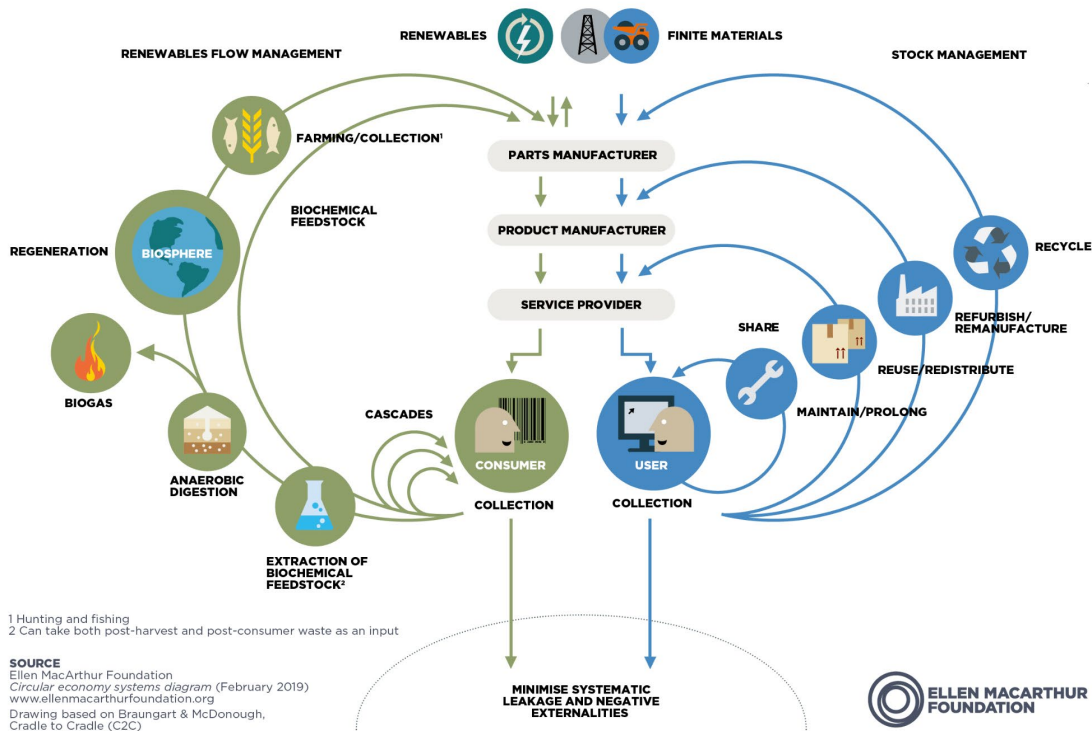 RENEWABLES
FINITE MATERIALS
RENEWABLES FLOW MANAGEMENT
STOCK MANAGEMENT
FARMING/COLLECTION¹
PARTS MANUFACTURER
BIOCHEMICAL
FEEDSTOCK
PRODUCT MANUFACTURER
REGENERATION
BIOSPHERE
RECYCLE
SERVICE PROVIDER
SHARE
REFURBISH/
REMANUFACTURE
REUSE/REDISTRIBUTE
BIOGAS
CASCADES
MAINTAIN/PROLONG
CONSUMER
USER
ANAEROBIC
DIGESTION
COLLECTION
COLLECTION
EXTRACTION OF
BIOCHEMICAL
FEEDSTOCK²
1 Hunting and fishing
2 Can take both post-harvest and post-consumer waste as an input
SOURCE
Ellen MacArthur Foundation
Circular economy systems diagram (February 2019)
www.ellenmacarthurfoundation.org
Drawing based on Braungart & McDonough,
Cradle to Cradle (C2C)
MINIMISE SYSTEMATIC
LEAKAGE AND NEGATIVE
EXTERNALITIES
ELLEN MACARTHUR
FOUNDATION